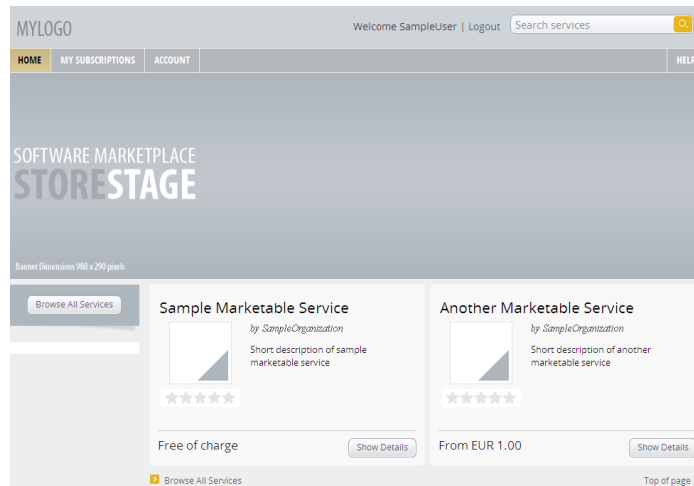 MYLOGO
Welcome SampleUser | Logout
Search services
HOME
MY SUBSCRIPTIONS
ACCOUNT
HELP
SOFTWARE MARKETPLACE
STORESTAGE
Banner Dimensions 980 x 290 pixels
Browse All Services
Sample Marketable Service
by SampleOrganization
Short description of sample
marketable service
Free of charge
Show Details
Another Marketable Service
by SampleOrganization
Short description of another
marketable service
From EUR 1.00
Show Details
Browse All Services
Top of page